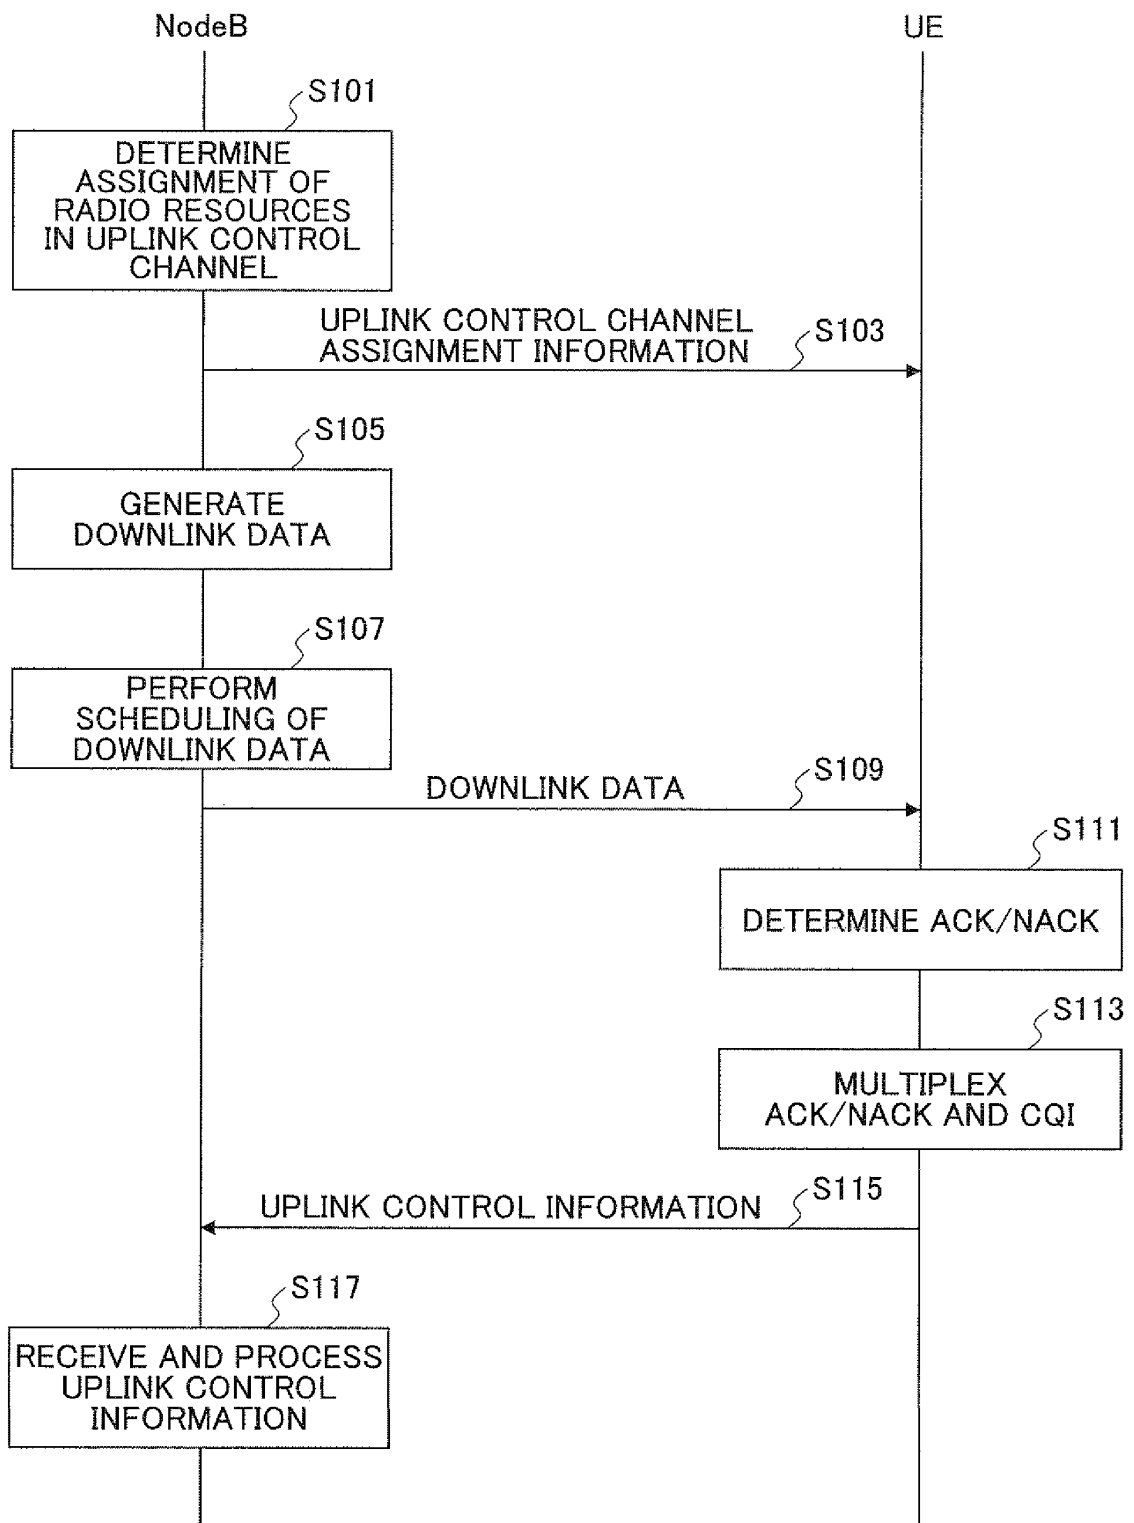 NodeB
UE
S101
DETERMINE
ASSIGNMENT OF
RADIO RESOURCES
IN UPLINK CONTROL
CHANNEL
UPLINK CONTROL CHANNEL
ASSIGNMENT INFORMATION
S103
S105
GENERATE
DOWNLINK DATA
S107
PERFORM
SCHEDULING OF
DOWNLINK DATA
DOWNLINK DATA
S109
S111
DETERMINE ACK/NACK
S113
MULTIPLEX
ACK/NACK AND CQI
UPLINK CONTROL INFORMATION
S115
S117
RECEIVE AND PROCESS
UPLINK CONTROL
INFORMATION